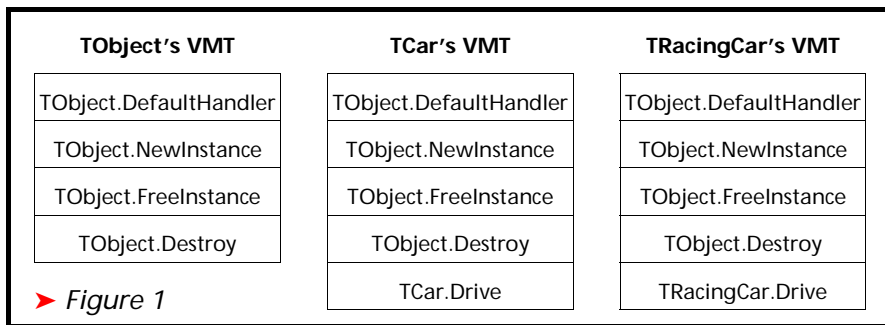 TObject's VMT
TObject.DefaultHandler
TObject.NewInstance
TObject.FreeInstance
TObject.Destroy
TCar's VMT
TObject.DefaultHandler
TObject.NewInstance
TObject.FreeInstance
TObject.Destroy
TCar.Drive
TRacingCar's VMT
TObject.DefaultHandler
TObject.NewInstance
TObject.FreeInstance
TObject.Destroy
TRacingCar.Drive
➤ Figure 1